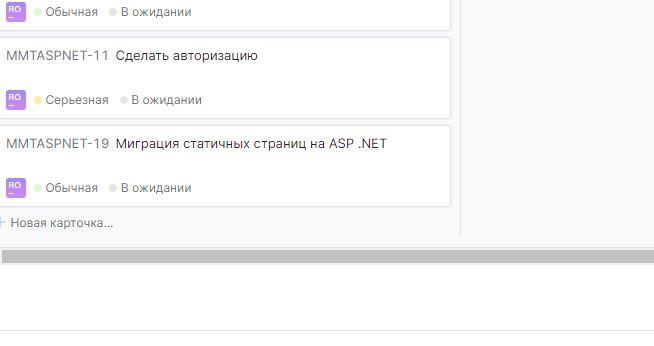 RO
Обычная В ожидании
MMTASPNET-11 Сделать авторизацию
RO
Серьезная В ожидании
MMTASPNET-19 Миграция статичных страниц на ASP .NET
RO
Обычная В ожидании
+ Новая карточка...